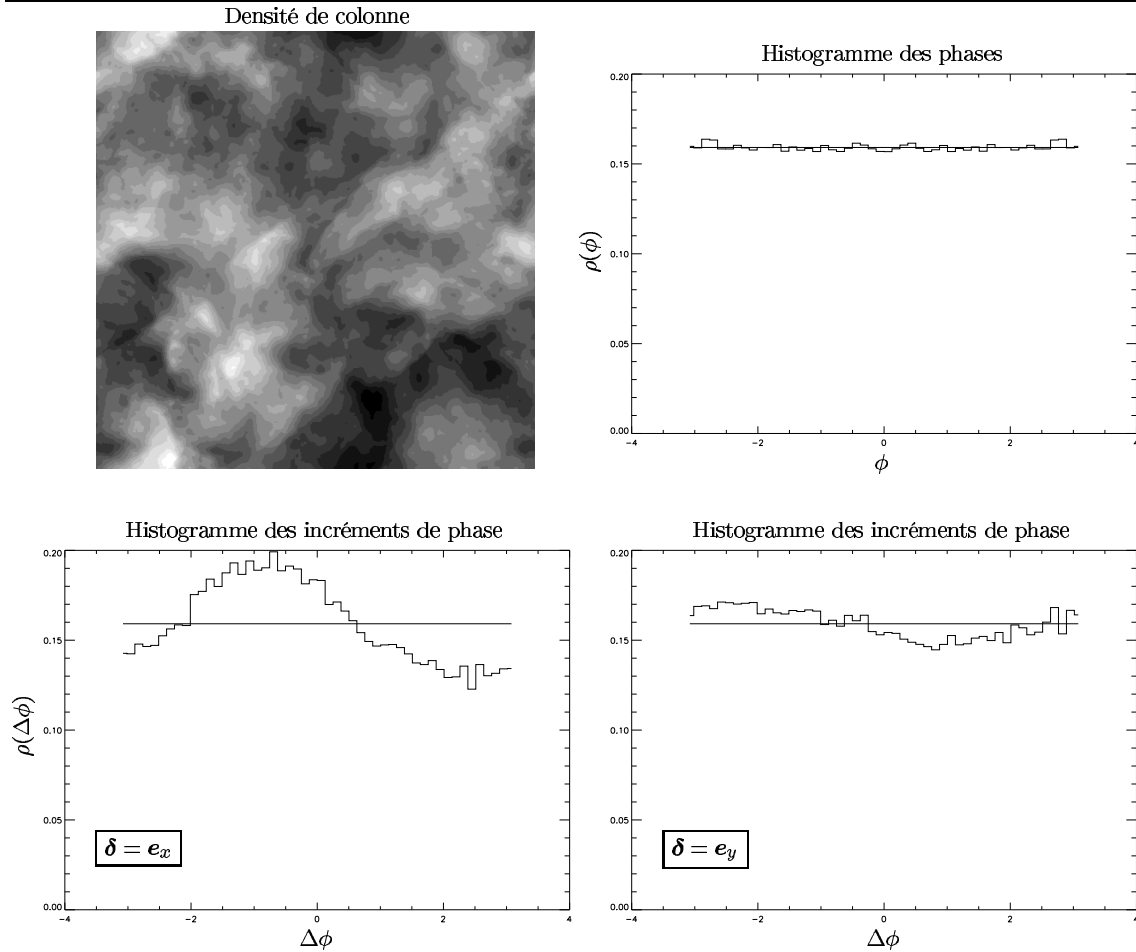 Densité de colonne
Histogramme des phases
0.20
0.15
0.10
0.05
0.00
ρ(ϕ)
−4
−2
0
2
4
ϕ
Histogramme des incréments de phase
0.20
0.15
0.10
0.05
0.00
ρ(Δϕ)
δ = e_x
−4
−2
0
2
4
Δϕ
Histogramme des incréments de phase
0.20
0.15
0.10
0.05
0.00
δ = e_y
−4
−2
0
2
4
Δϕ